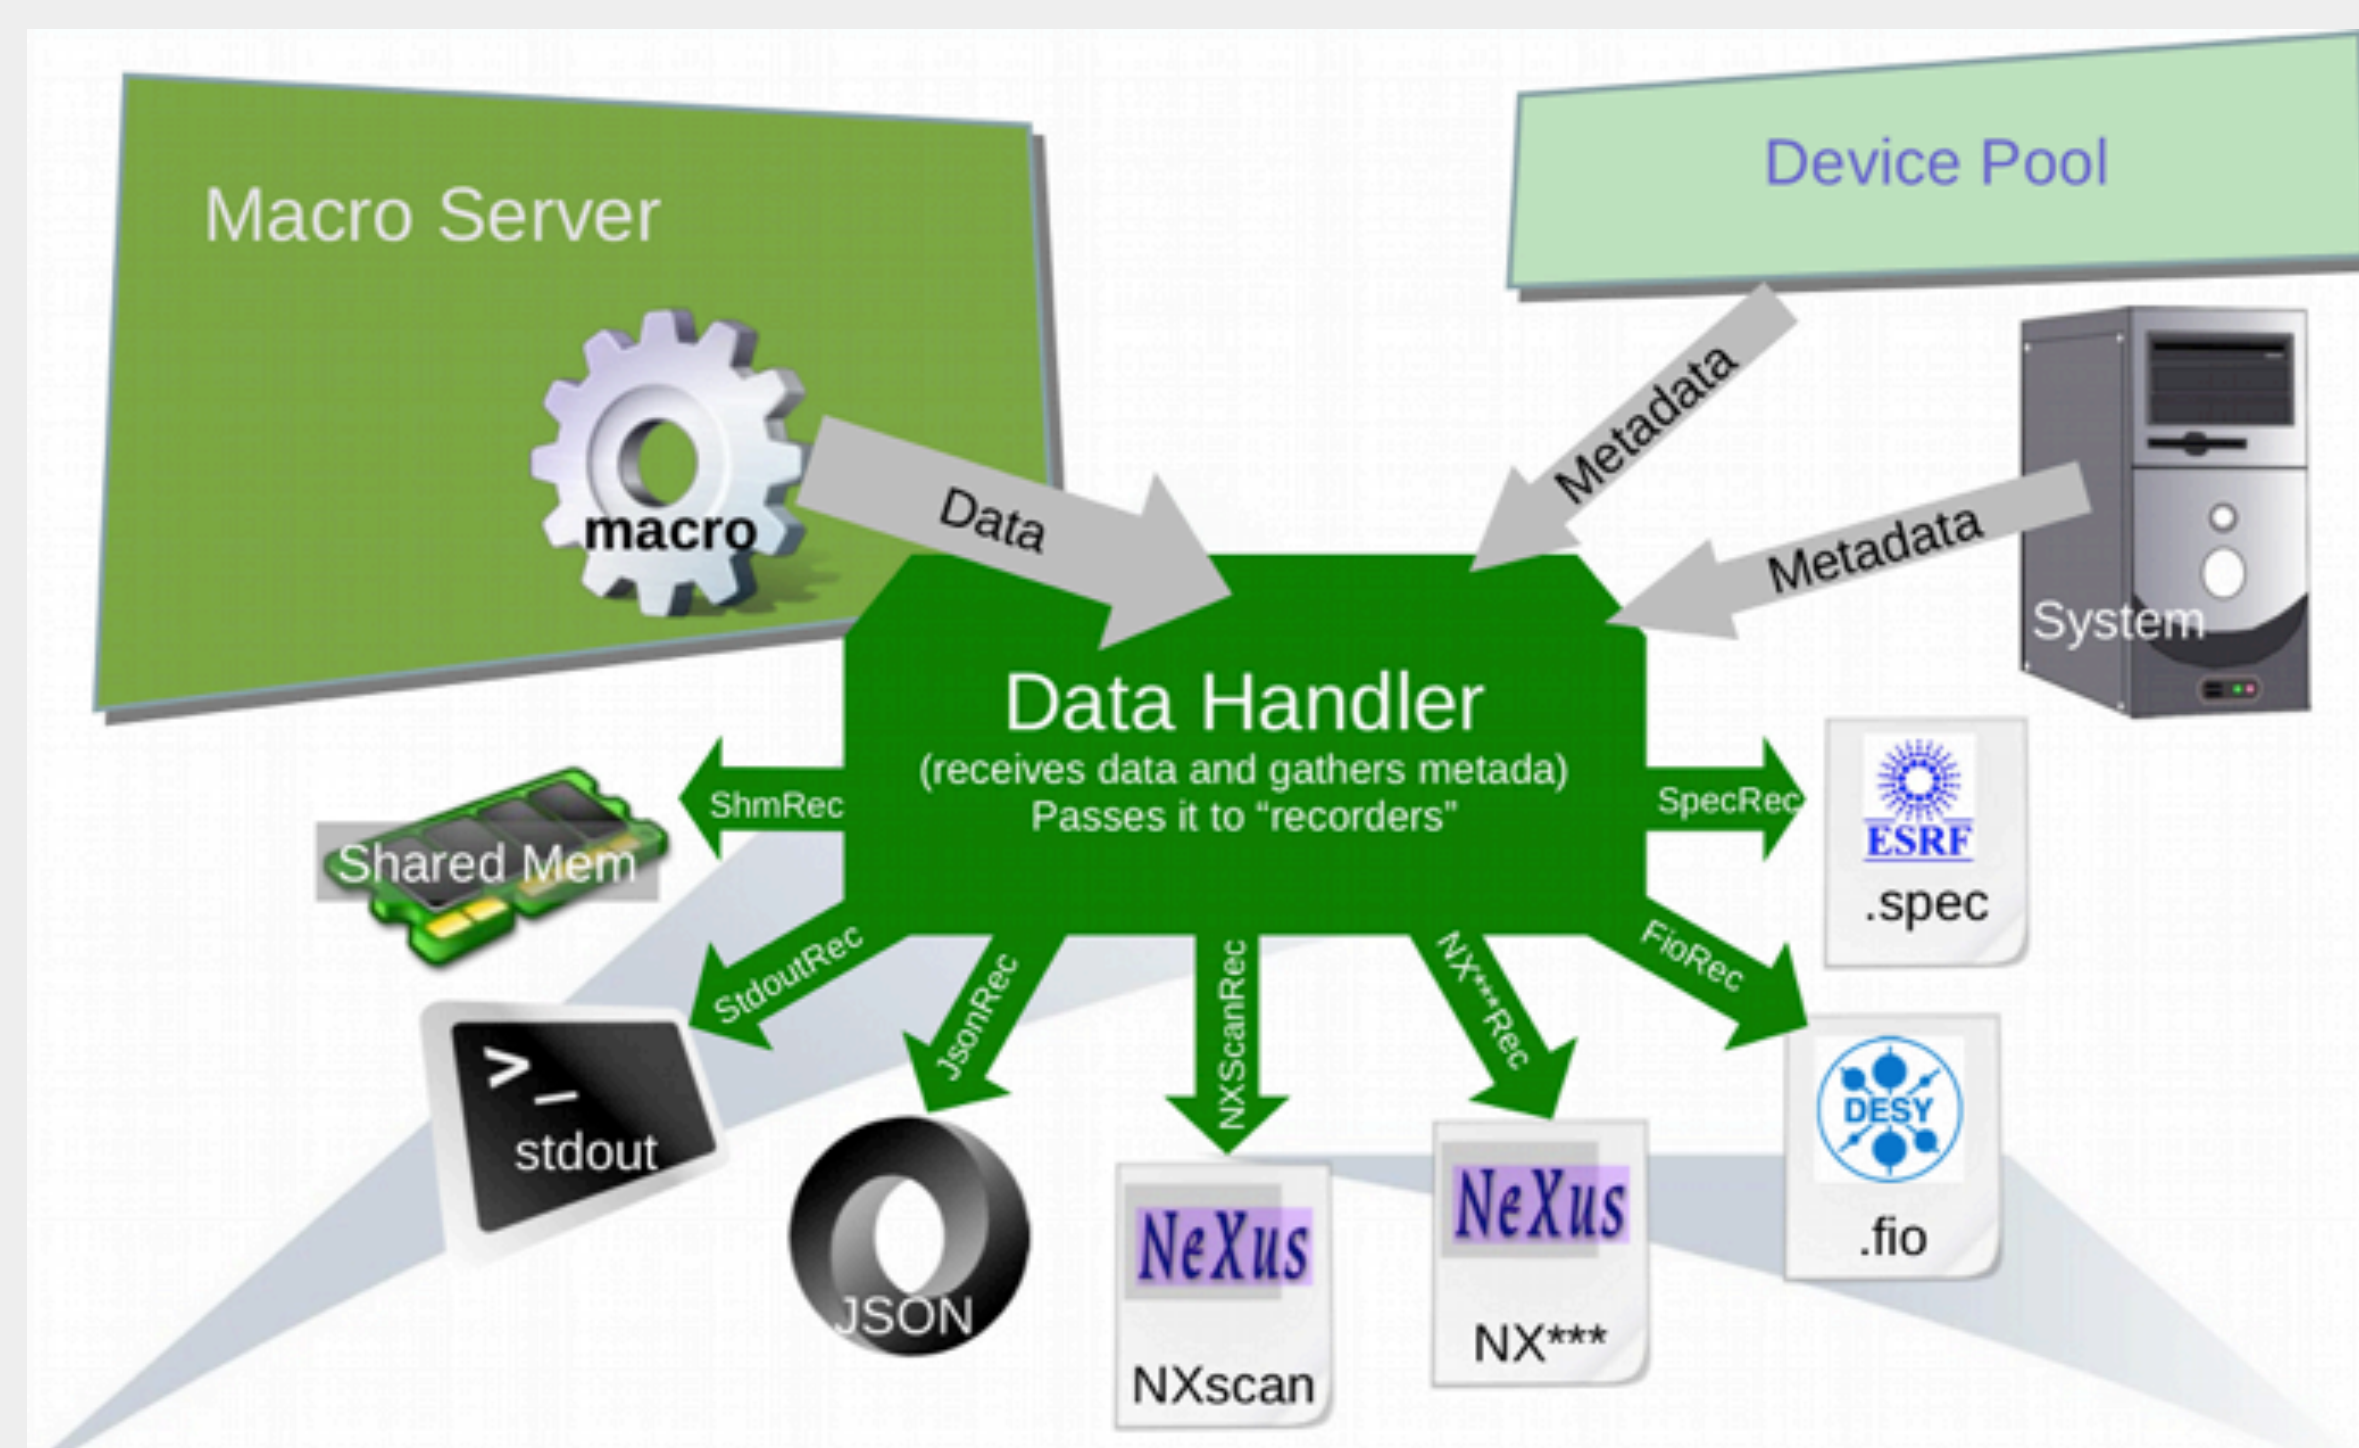 Macro Server
Device Pool
macro
Data
Metadata
Metadata
System
Data Handler
(receives data and gathers metada)
Passes it to “recorders”
ShmRec
SpecRec
Shared Mem
ESRF
.spec
StdoutRec
JsonRec
NXScanRec
NX***Rec
FioRec
>_
stdout
JSON
NeXus
NXscan
NeXus
NX***
DESY
.fio